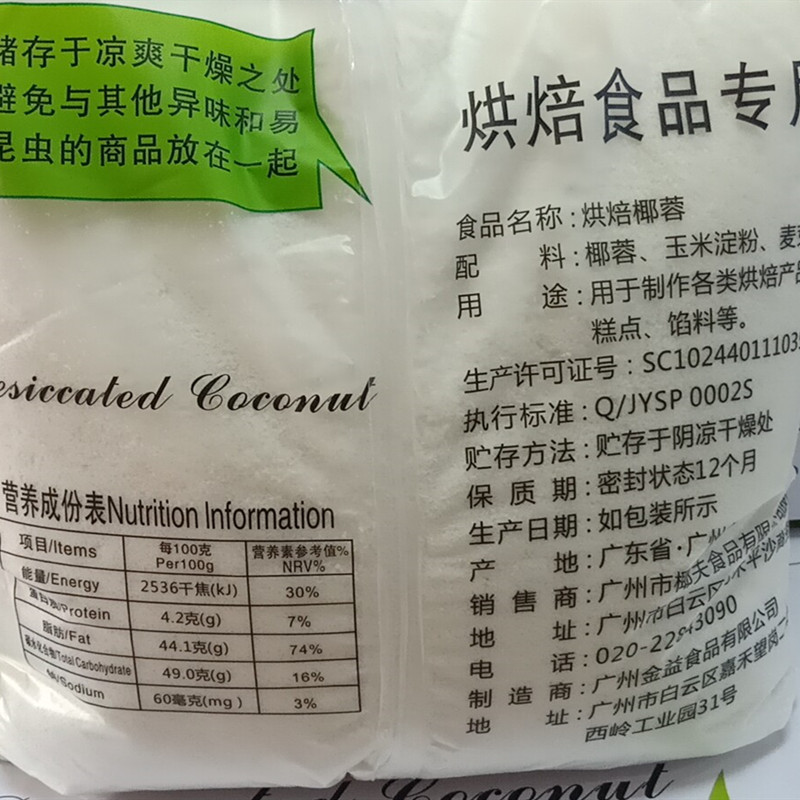 储存于凉爽干燥之处
避免与其他异味和易
昆虫的商品放在一起
esiccated Coconut
营养成份表Nutrition Information
项目/Items 每100克 Per100g 营养素参考值% NRV%
能量/Energy 2536千焦(kJ) 30%
Protein 4.2克(g) 7%
脂肪/Fat 44.1克(g) 74%
碳水化合物/Total Carbohydrate 49.0克(g) 16%
钠/Sodium 60毫克(mg) 3%
烘焙食品专用
食品名称:烘焙椰蓉
配料:椰蓉、玉米淀粉、麦
用途:用于制作各类烘焙产品
糕点、馅料等。
生产许可证号:SC1024401110
执行标准:Q/JYSP 0002S
贮存方法:贮存于阴凉干燥处
保质期:密封状态12个月
生产日期:如包装所示
产地:广东省·广州
销售商:广州市椰夫食品有限
地址:广州市白云区
电话:020-22
制造商:广州金益食品有限公司
地址:广州市白云区嘉禾望岗
西岭工业园31号
Coconut